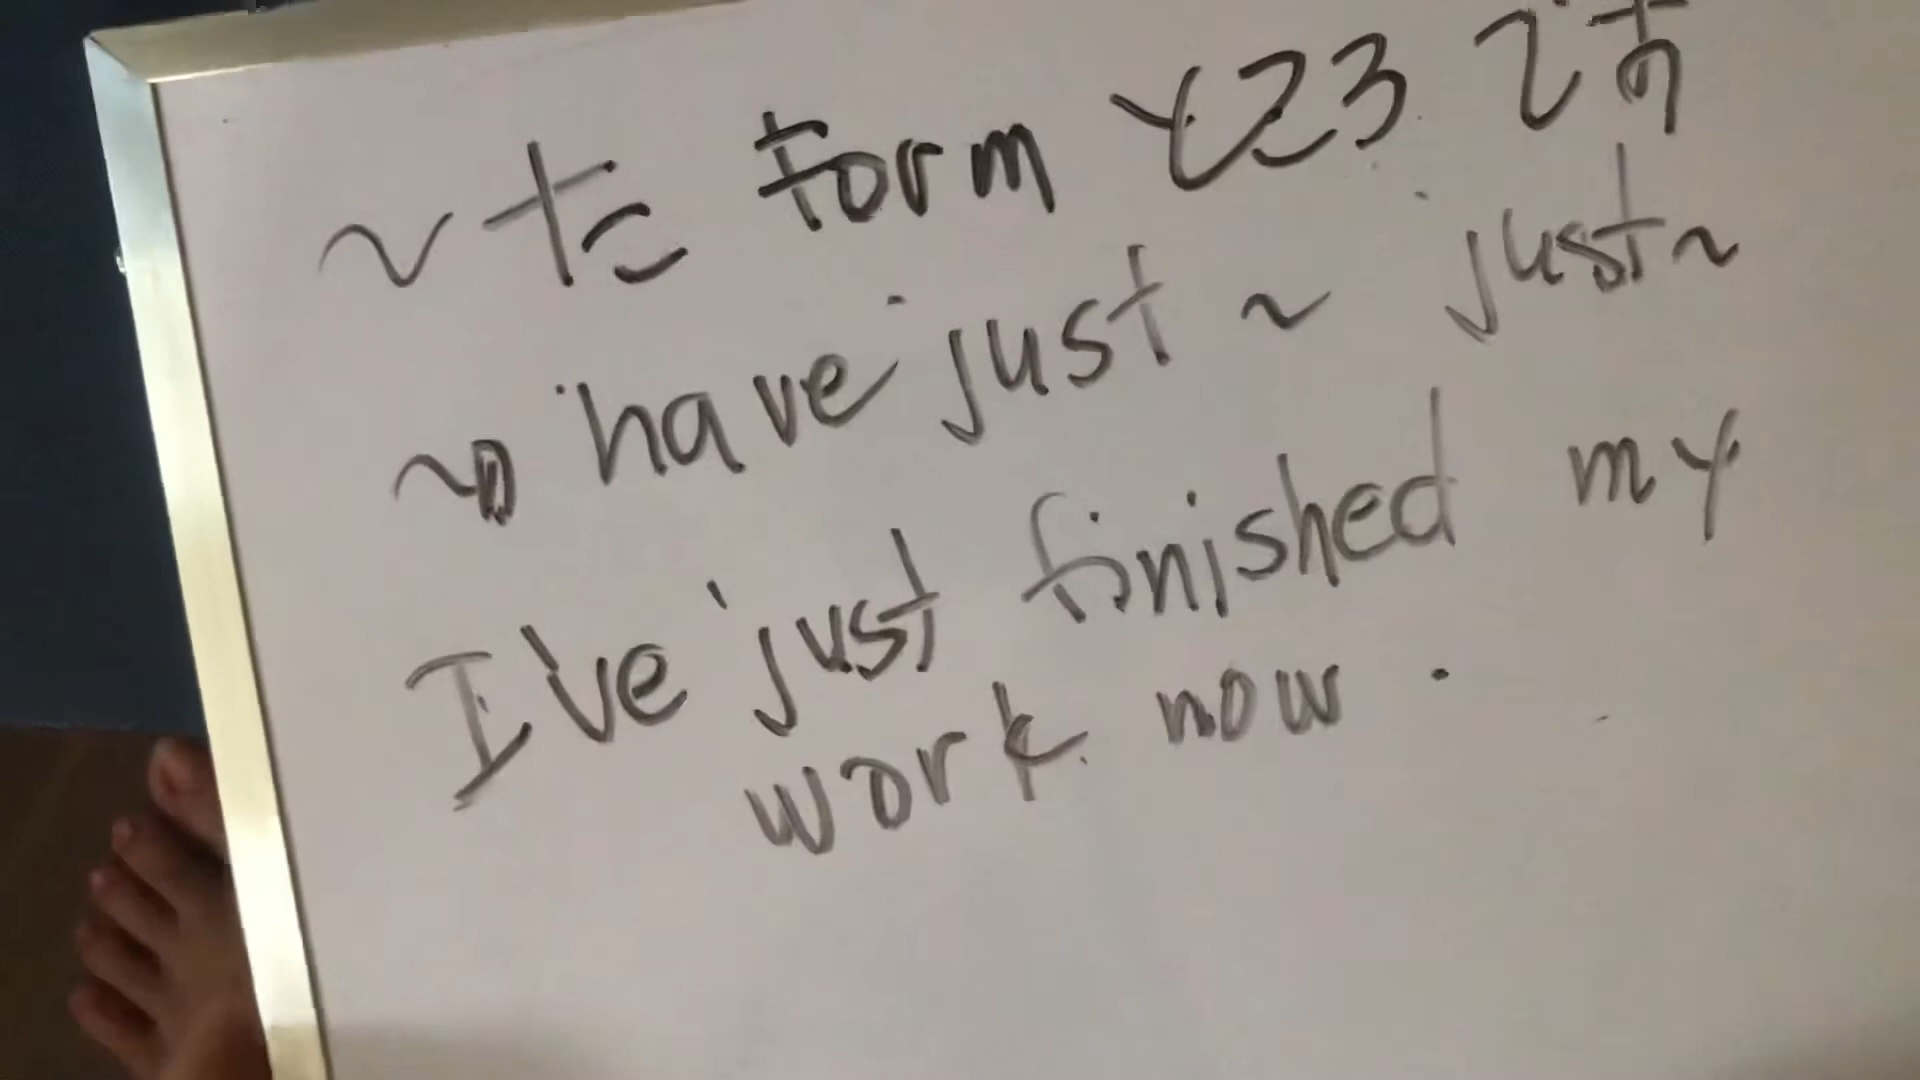 ～た form ところです
～ have just ～ just～
I've just finished my
work now.